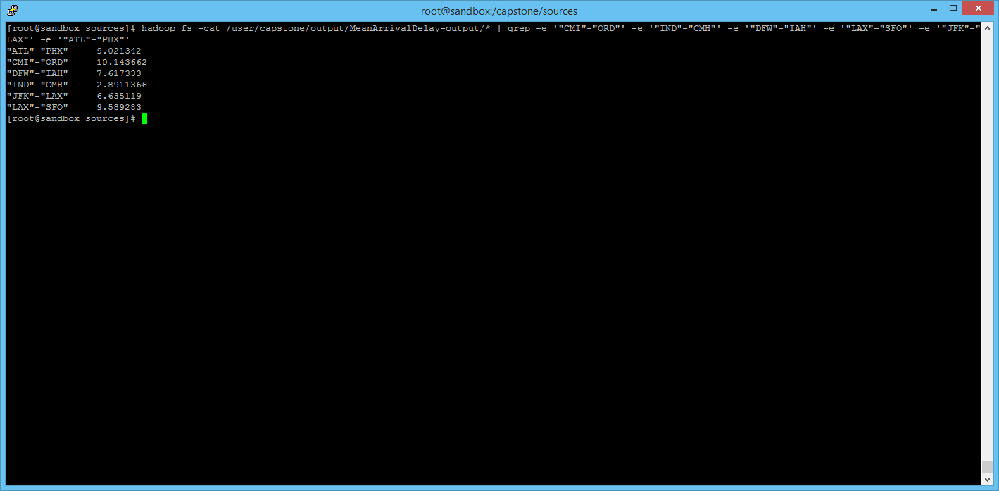 root@sandbox:/capstone/sources
[root@sandbox sources]# hadoop fs -cat /user/capstone/output/MeanArrivalDelay-output/* | grep -e '"CMI"-"ORD"' -e '"IND"-"CMH"' -e '"DFW"-"IAH"' -e '"LAX"-"SFO"' -e '"JFK"-"
LAX"' -e '"ATL"-"PHX"'
"ATL"-"PHX"     9.021342
"CMI"-"ORD"     10.143662
"DFW"-"IAH"     7.617333
"IND"-"CMH"     2.8911366
"JFK"-"LAX"     6.635119
"LAX"-"SFO"     9.589283
[root@sandbox sources]#